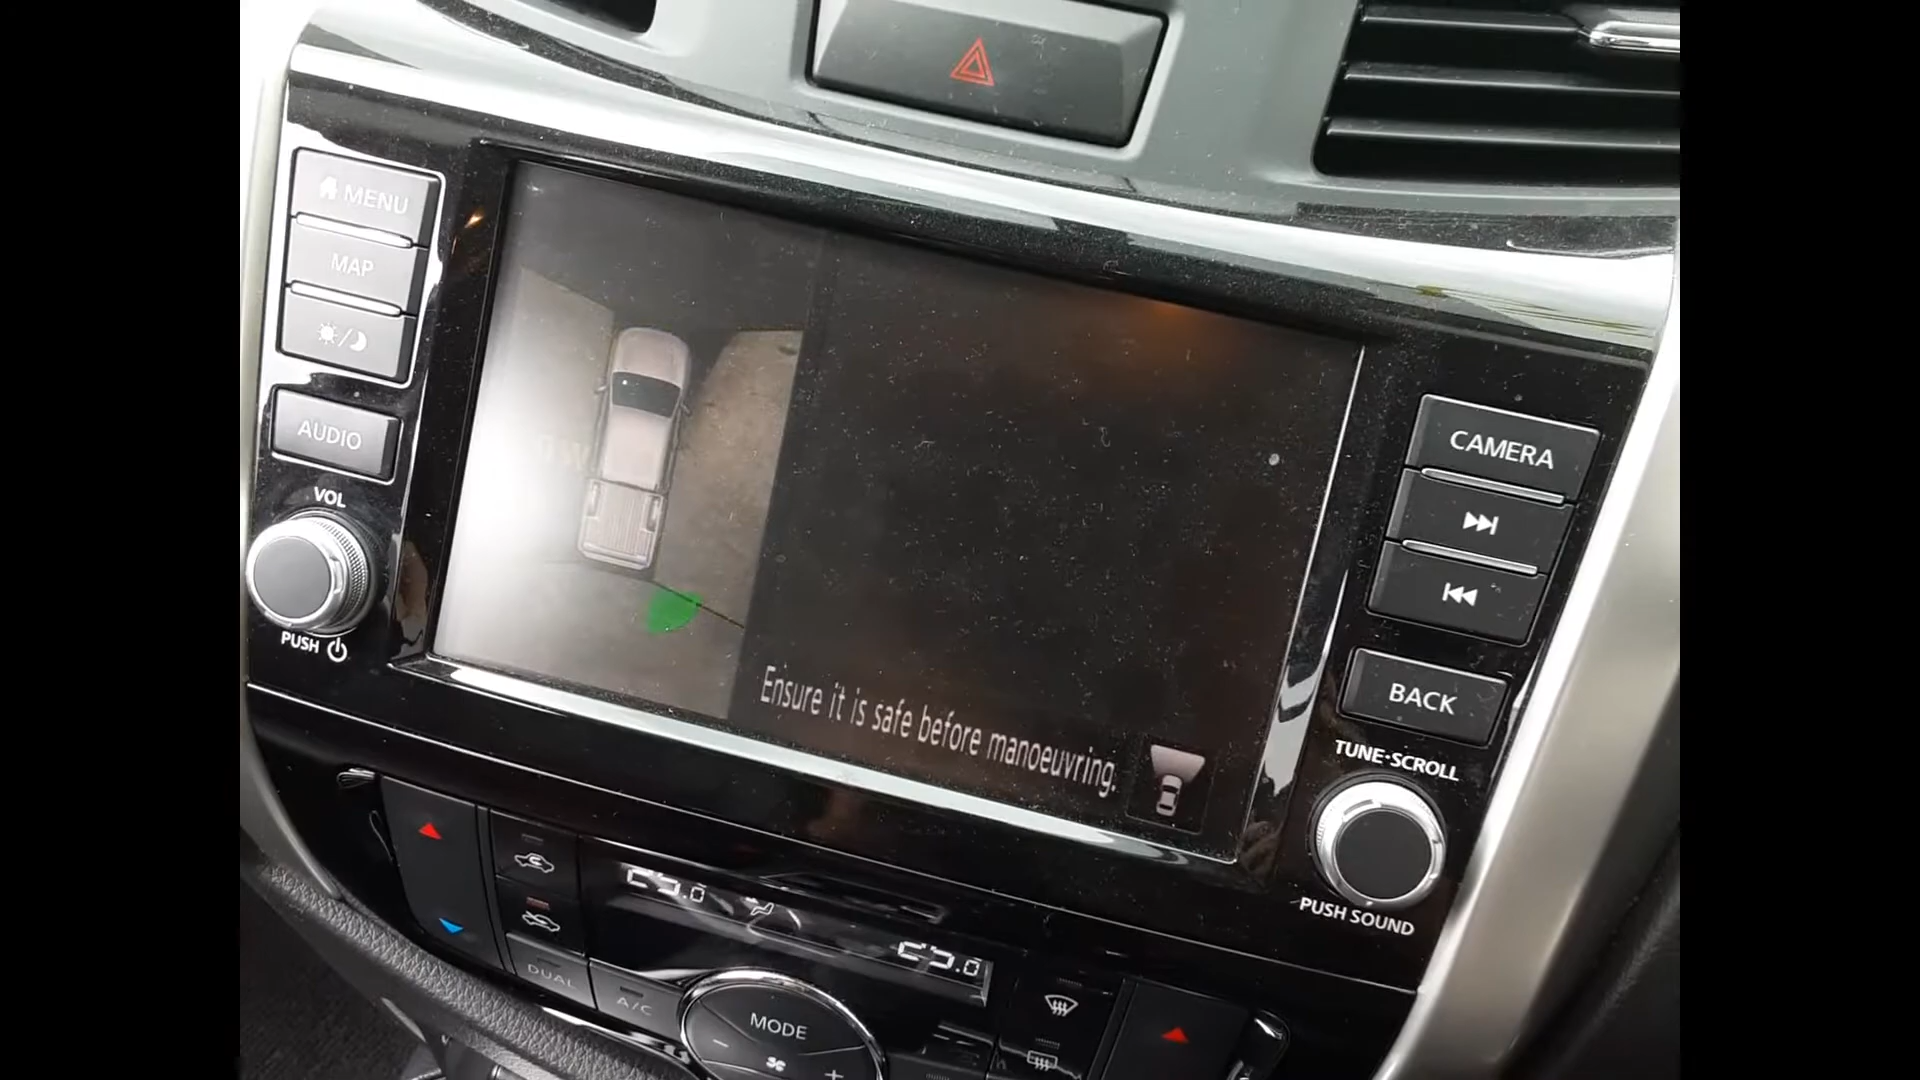 MENU
MAP
AUDIO
VOL
PUSH
CAMERA
BACK
TUNE·SCROLL
PUSH SOUND
Ensure it is safe before manoeuvring.
DUAL
A/C
MODE